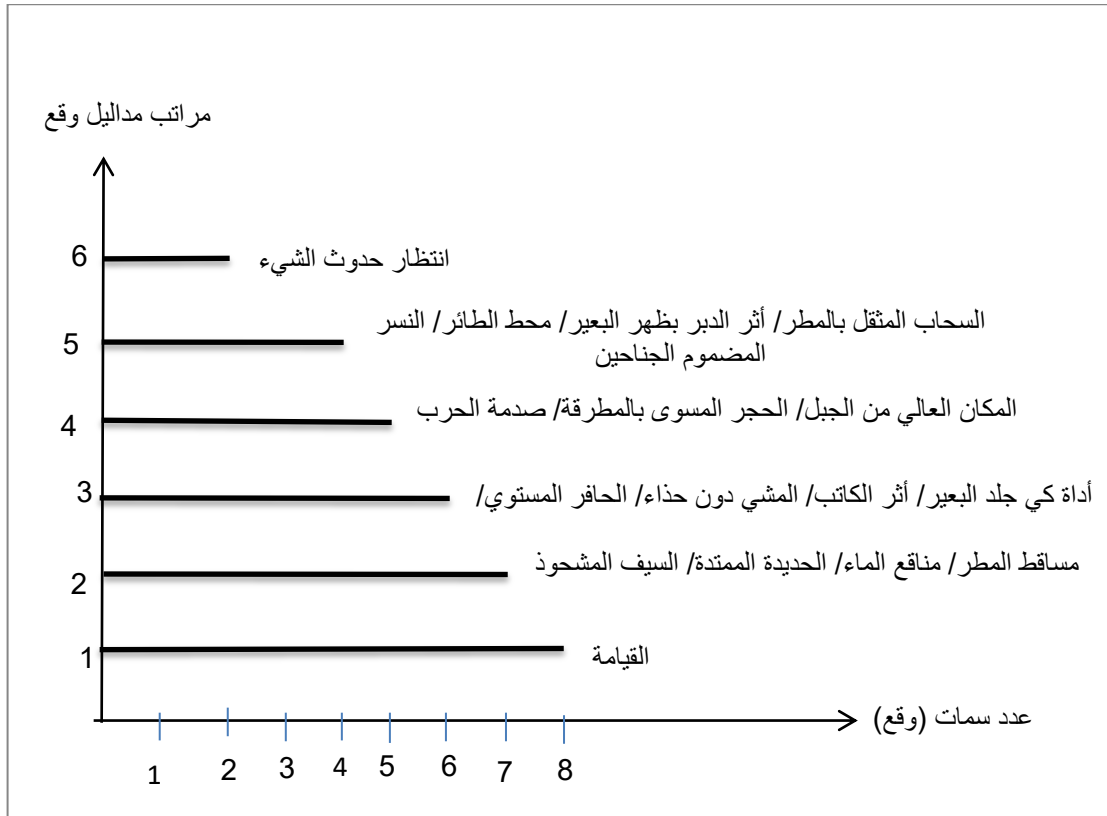 مراتب مداليل وقع
6
انتظار حدوث الشيء
5
السحاب المثقل بالمطر/ أثر الدبر بظهر البعير/ محط الطائر/ النسر
المضموم الجناحين
4
المكان العالي من الجبل/ الحجر المسوى بالمطرقة/ صدمة الحرب
3
أداة كي جلد البعير/ أثر الكاتب/ المشي دون حذاء/ الحافر المستوي/
2
مساقط المطر/ مناقع الماء/ الحديدة الممتدة/ السيف المشحوذ
1
القيامة
عدد سمات (وقع)
1 2 3 4 5 6 7 8